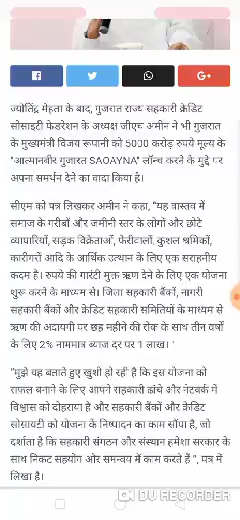 G+
ज्योतिंद्र मेहता के बाद, गुजरात राज्य सहकारी क्रेडिट
सोसाइटी फेडरेशन के अध्यक्ष जीएच अमीन ने भी गुजरात
के मुख्यमंत्री विजय रूपानी को 5000 करोड़ रुपये मूल्य के
"आत्मानबीर गुजारत SAOAYNA" लॉन्च करने के मुद्दे पर
अपना समर्थन देने का वादा किया है।
सीएम को पत्र लिखकर अमीन ने कहा, "यह वास्तव में
समाज के गरीबों और जमीनी स्तर के लोगों और छोटे
व्यापारियों, सड़क विक्रेताओं, फेरीवालों, कुशल श्रमिकों,
कारीगरों आदि के आर्थिक उत्थान के लिए एक सराहनीय
कदम है। रुपये की गारंटी मुक्त ऋण देने के लिए एक योजना
शुरू करने के माध्यम से। जिला सहकारी बैंकों, नागरी
सहकारी बैंकों और क्रेडिट सहकारी समितियों के माध्यम से
ऋण की अदायगी पर छह महीने की रोक के साथ तीन वर्षों
के लिए 2% नाममात्र ब्याज दर पर 1 लाख। '
"मुझे यह बताते हुए खुशी हो रही है कि इस योजना को
सफल बनाने के लिए आपने सहकारी ढांचे और नेटवर्क में
विश्वास को दोहराया है और सहकारी बैंकों और क्रेडिट
सोसायटी को योजना के निष्पादन का काम सौंपा है, जो
दर्शाता है कि सहकारी संगठन और संस्थान हमेशा सरकार के
साथ निकट सहयोग और समन्वय में काम करते हैं ", पत्र में
लिखा है।
DU RECORDER